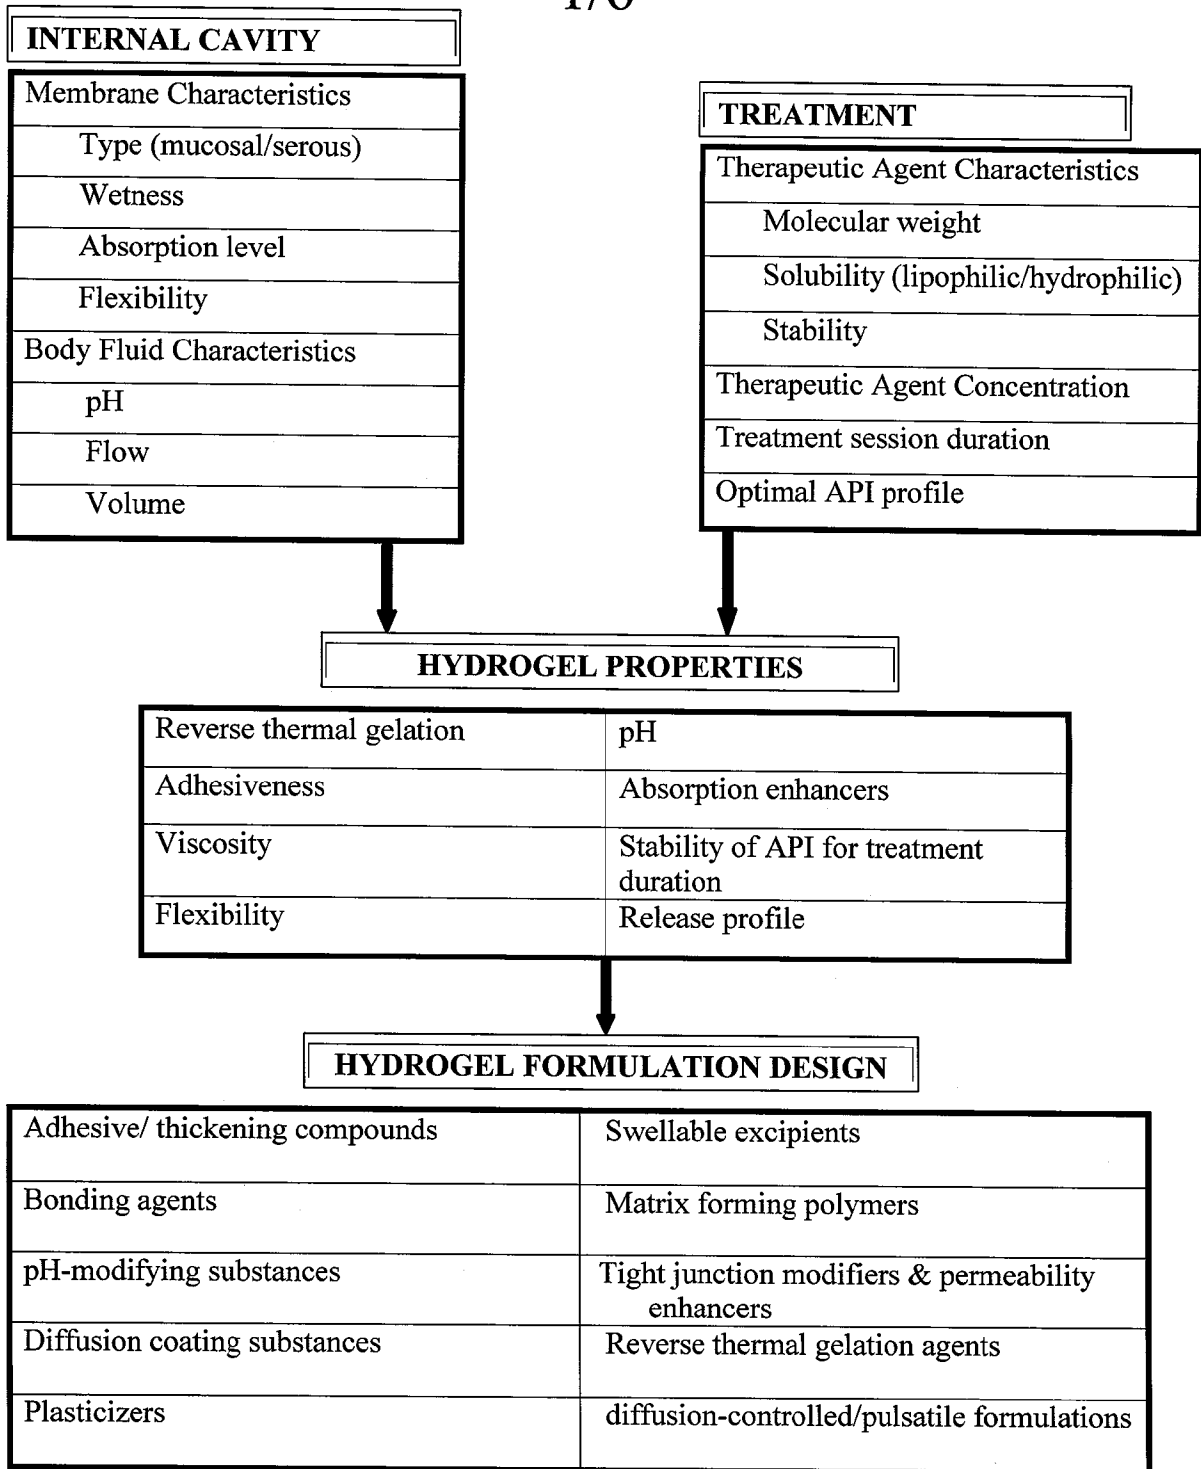 INTERNAL CAVITY
Membrane Characteristics
Type (mucosal/serous)
Wetness
Absorption level
Flexibility
Body Fluid Characteristics
pH
Flow
Volume
TREATMENT
Therapeutic Agent Characteristics
Molecular weight
Solubility (lipophilic/hydrophilic)
Stability
Therapeutic Agent Concentration
Treatment session duration
Optimal API profile
HYDROGEL PROPERTIES
Reverse thermal gelation
pH
Adhesiveness
Absorption enhancers
Viscosity
Stability of API for treatment
duration
Flexibility
Release profile
HYDROGEL FORMULATION DESIGN
Adhesive/ thickening compounds
Swellable excipients
Bonding agents
Matrix forming polymers
pH-modifying substances
Tight junction modifiers & permeability
enhancers
Diffusion coating substances
Reverse thermal gelation agents
Plasticizers
diffusion-controlled/pulsatile formulations